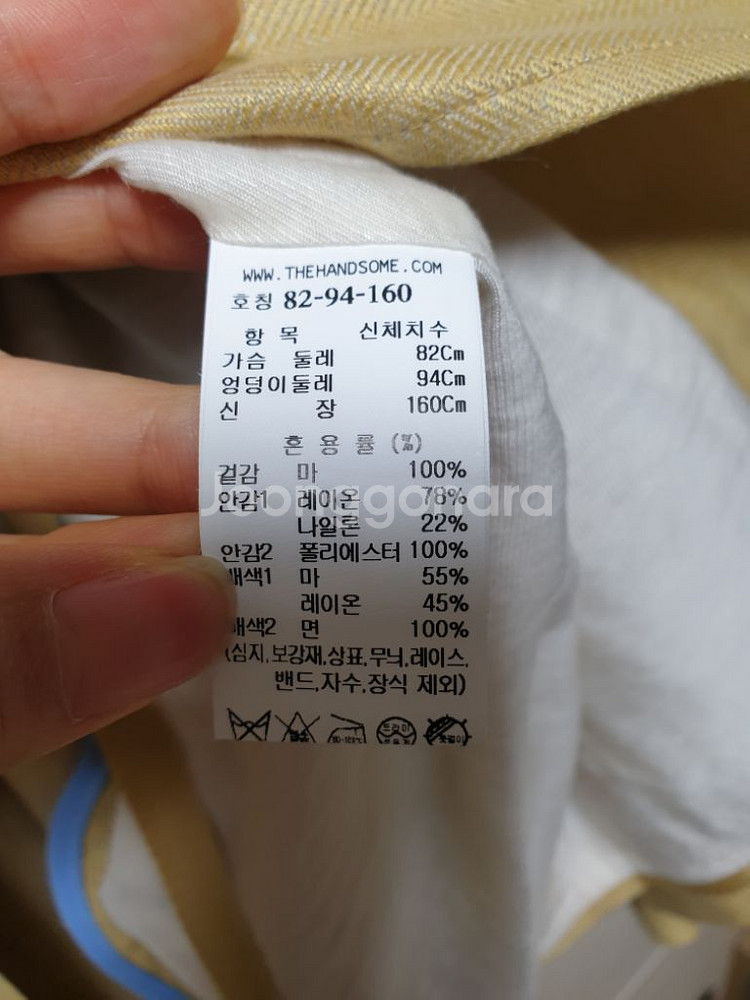 WWW.THEHANDSOME.COM
호칭 82-94-160
항 목 신체치수
가슴 둘레 82Cm
엉덩이둘레 94Cm
신 장 160Cm
혼 용 률 (%)
겉감 마 100%
안감1 레이온 78%
나일론 22%
안감2 폴리에스터 100%
배색1 마 55%
레이온 45%
배색2 면 100%
(심지,보강재,상표,무늬,레이스,
밴드,자수,장식 제외)
Joonggonara
드라이